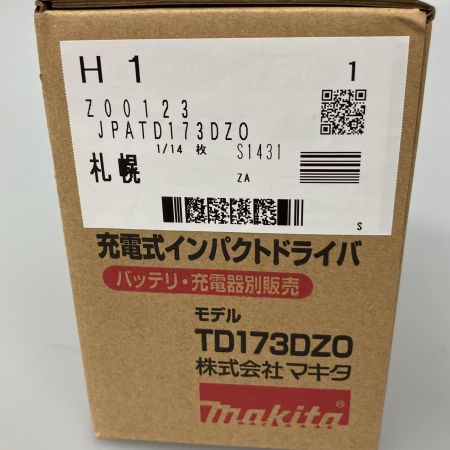 H1 1
Z00123
JPATD173DZO
1/14 枚 S1431
札幌 ZA
S
充電式インパクトドライバ
バッテリ・充電器別販売
モデル
TD173DZO
株式会社マキタ
makita®